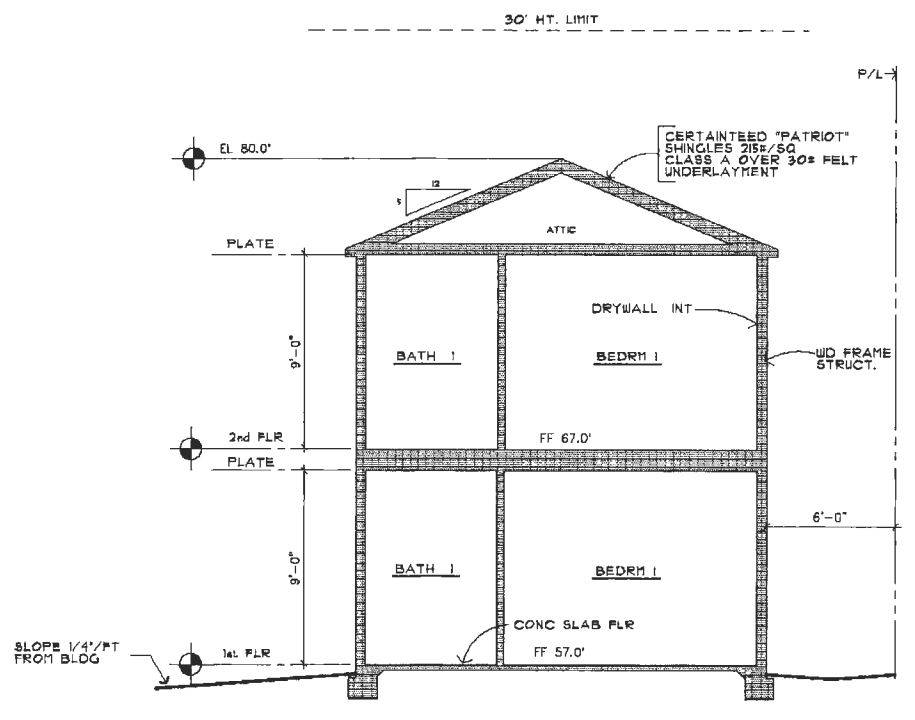 30' HT. LIMIT
P/L
EL 80.0'
CERTAINTEED "PATRIOT"
SHINGLES 215#/SQ
CLASS A OVER 30# FELT
UNDERLAYMENT
12
5
ATTIC
PLATE
DRYWALL INT
9'-0"
BATH 1
BEDRM 1
WD FRAME
STRUCT.
2nd FLR
FF 67.0'
PLATE
6'-0"
9'-0"
BATH 1
BEDRM 1
CONC SLAB FLR
SLOPE 1/4"/FT
FROM BLDG
1st FLR
FF 57.0'